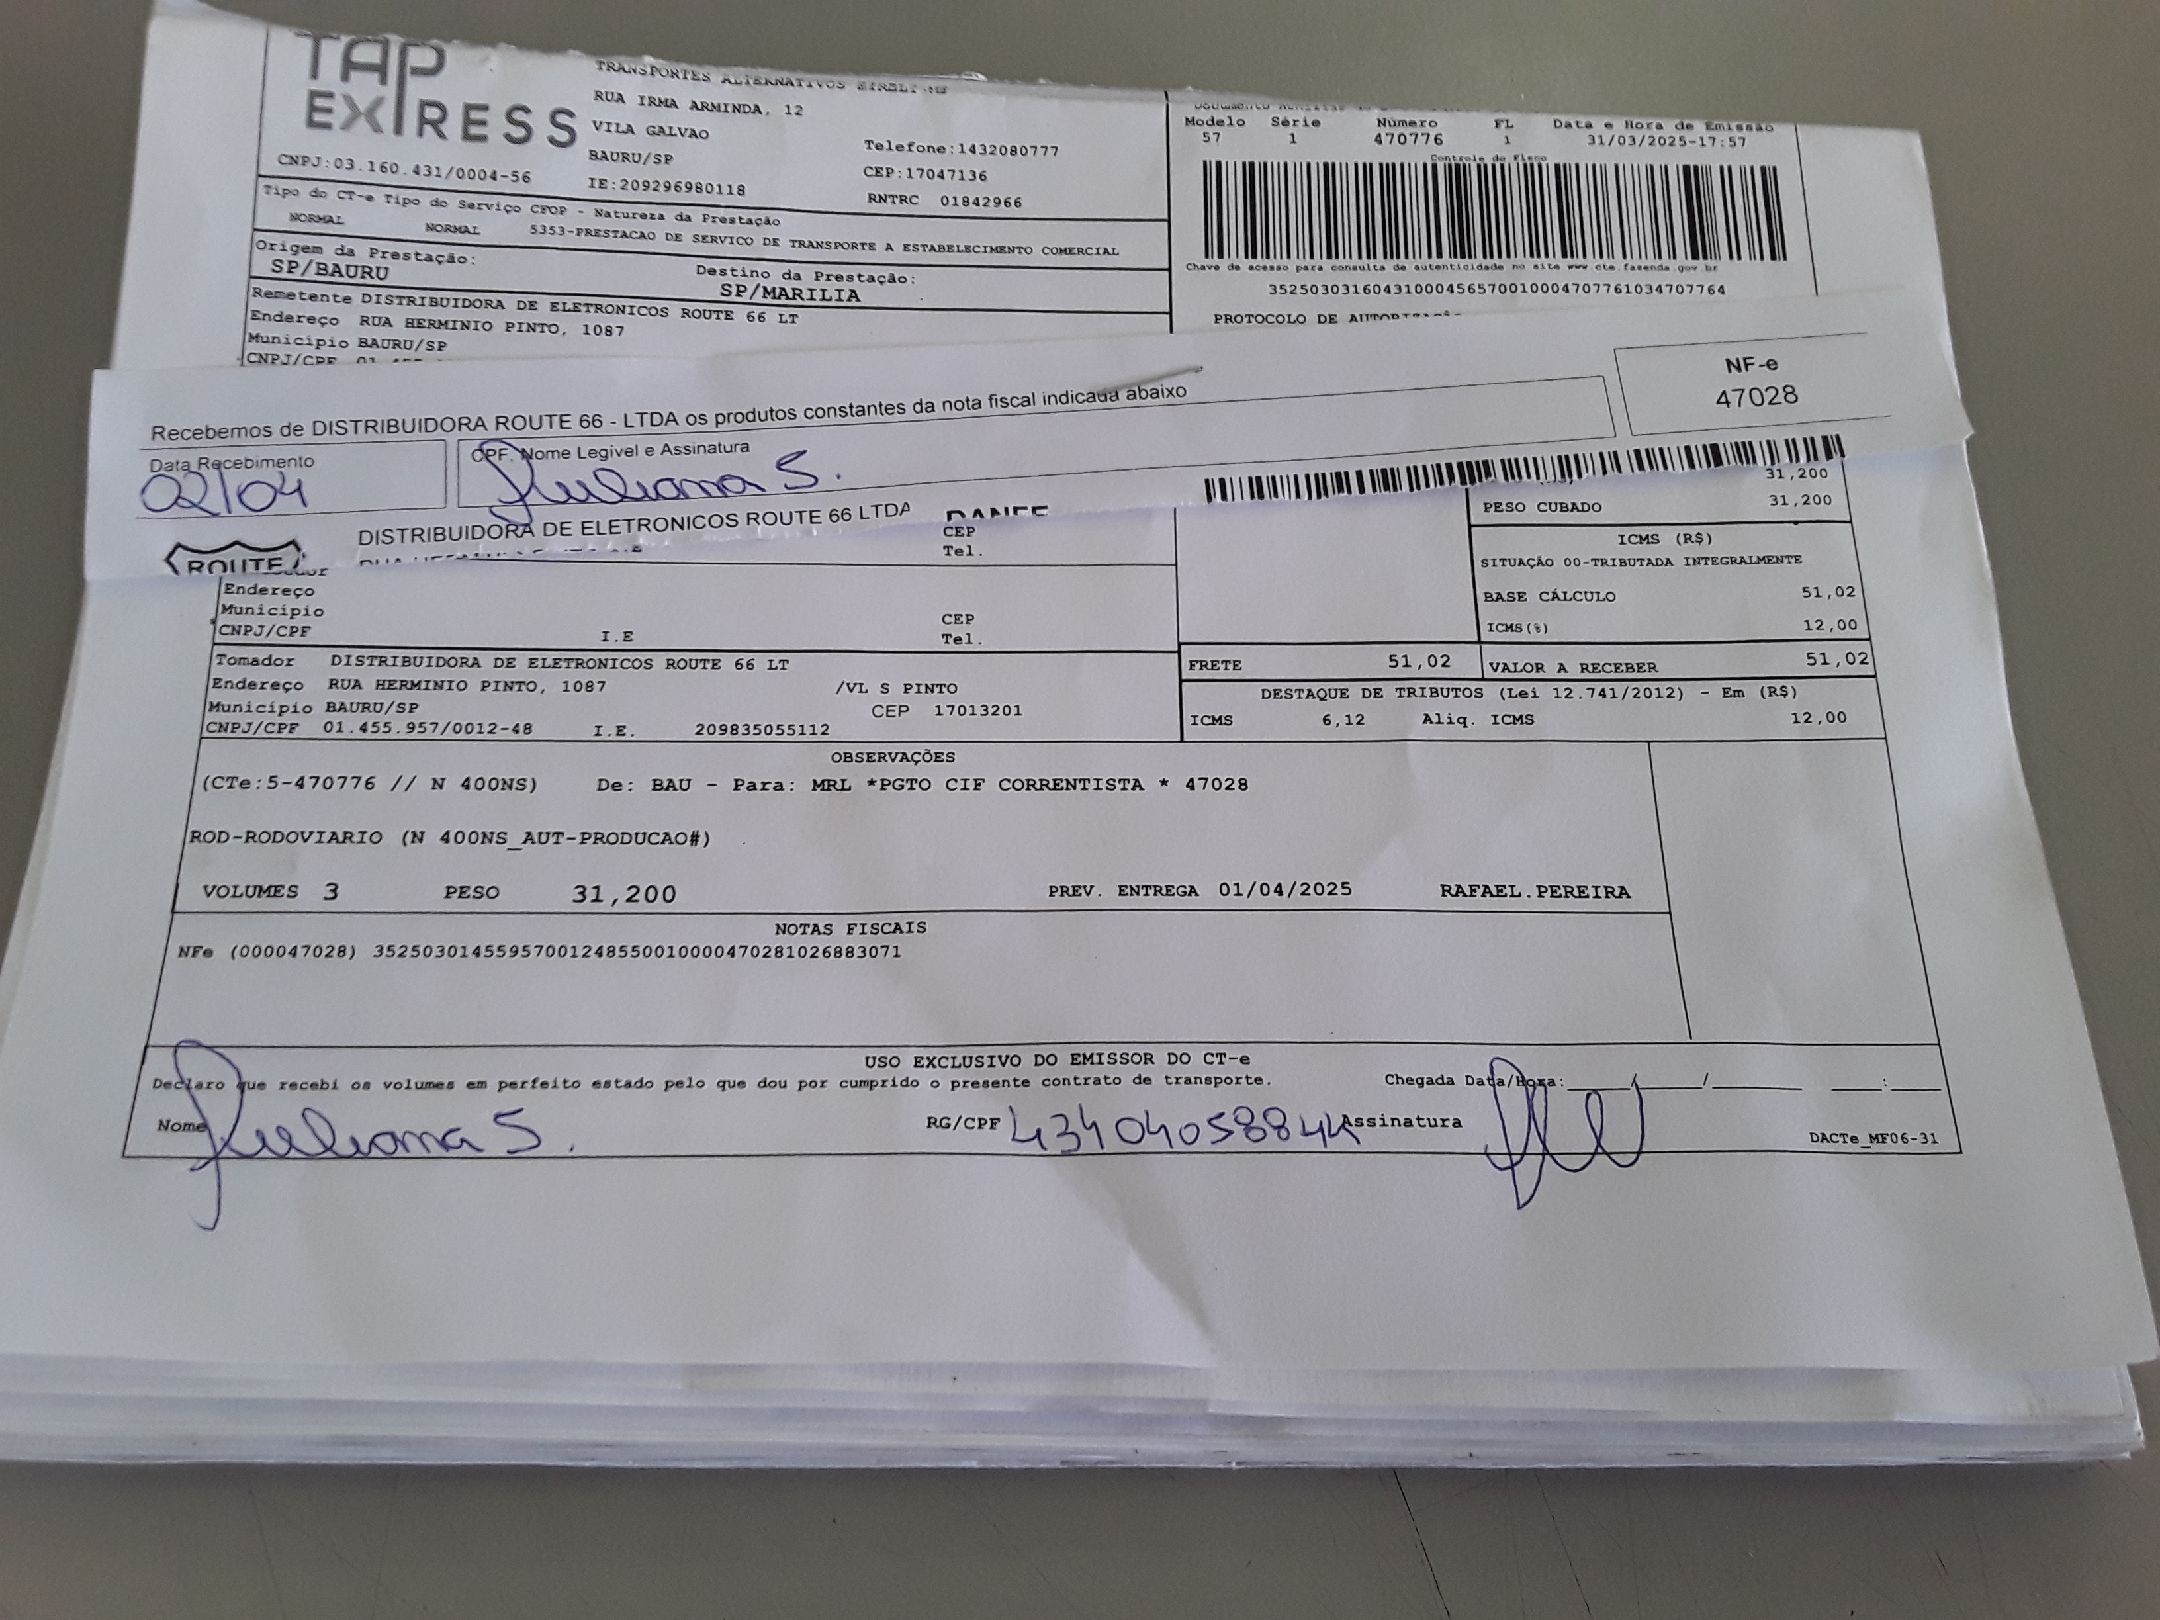 TAP
EXPRESS
CNPJ:03.160.431/0004-56
TRANSPORTES ALTERNATIVOS EIRELI-ME
RUA IRMA ARMINDA, 12
VILA GALVAO
BAURU/SP
IE:209296980118
Telefone:1432080777
CEP:17047136
RNTRC 01842966
Modelo Série Número FL Data e Hora de Emissão
57 1 470776 1 31/03/2025-17:57
Controle do Fisco
Chave de acesso para consulta de autenticidade no site www.cte.fazenda.gov.br
35250303160431000456570010004707761034707764
PROTOCOLO DE AUTORIZAÇÃO
Tipo do CT-e Tipo do Serviço CFOP - Natureza da Prestação
NORMAL NORMAL 5353-PRESTACAO DE SERVICO DE TRANSPORTE A ESTABELECIMENTO COMERCIAL
Origem da Prestação:
SP/BAURU
Destino da Prestação:
SP/MARILIA
Remetente DISTRIBUIDORA DE ELETRONICOS ROUTE 66 LT
Endereço RUA HERMINIO PINTO, 1087
Município BAURU/SP
CNPJ/CPF 01
Recebemos de DISTRIBUIDORA ROUTE 66 - LTDA os produtos constantes da nota fiscal indicada abaixo
NF-e
47028
Data Recebimento
02/04
CPF. Nome Legivel e Assinatura
Juliana S.
DISTRIBUIDORA DE ELETRONICOS ROUTE 66 LTDA DANFE
ROUTE
31,200
PESO CUBADO 31,200
CEP
Tel.
Endereço
Município
CNPJ/CPF I.E
CEP
Tel.
ICMS (R$)
SITUAÇÃO 00-TRIBUTADA INTEGRALMENTE
BASE CÁLCULO 51,02
ICMS(%) 12,00
Tomador DISTRIBUIDORA DE ELETRONICOS ROUTE 66 LT
Endereço RUA HERMINIO PINTO, 1087 /VL S PINTO
Município BAURU/SP CEP 17013201
CNPJ/CPF 01.455.957/0012-48 I.E. 209835055112
FRETE 51,02 VALOR A RECEBER 51,02
DESTAQUE DE TRIBUTOS (Lei 12.741/2012) - Em (R$)
ICMS 6,12 Aliq. ICMS 12,00
OBSERVAÇÕES
(CTe:5-470776 // N 400NS) De: BAU - Para: MRL *PGTO CIF CORRENTISTA * 47028
ROD-RODOVIARIO (N 400NS_AUT-PRODUCAO#)
VOLUMES 3 PESO 31,200 PREV. ENTREGA 01/04/2025 RAFAEL.PEREIRA
NOTAS FISCAIS
NFe (000047028) 35250301455957001248550010000470281026883071
USO EXCLUSIVO DO EMISSOR DO CT-e
Declaro que recebi os volumes em perfeito estado pelo que dou por cumprido o presente contrato de transporte. Chegada Data/Hora:____/____/____ ___:___
Nome Juliana S. RG/CPF 43404058844 Assinatura
DACTe_MF06-31